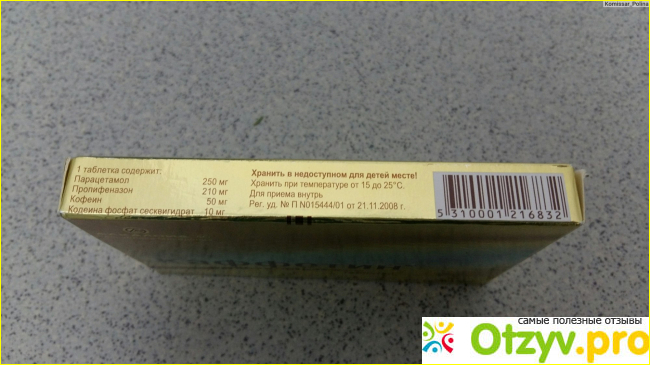 Komissar_Polina
1 таблетка содержит:
Парацетамол 250 мг
Пропифеназон 210 мг
Кофеин 50 мг
Кодеина фосфат сесквигидрат 10 мг
Хранить в недоступном для детей месте!
Хранить при температуре от 15 до 25°С.
Для приема внутрь
Рег. уд. № П N015444/01 от 21.11.2008 г.
5 310001 216832
самые полезные отзывы
Otzyv.pro